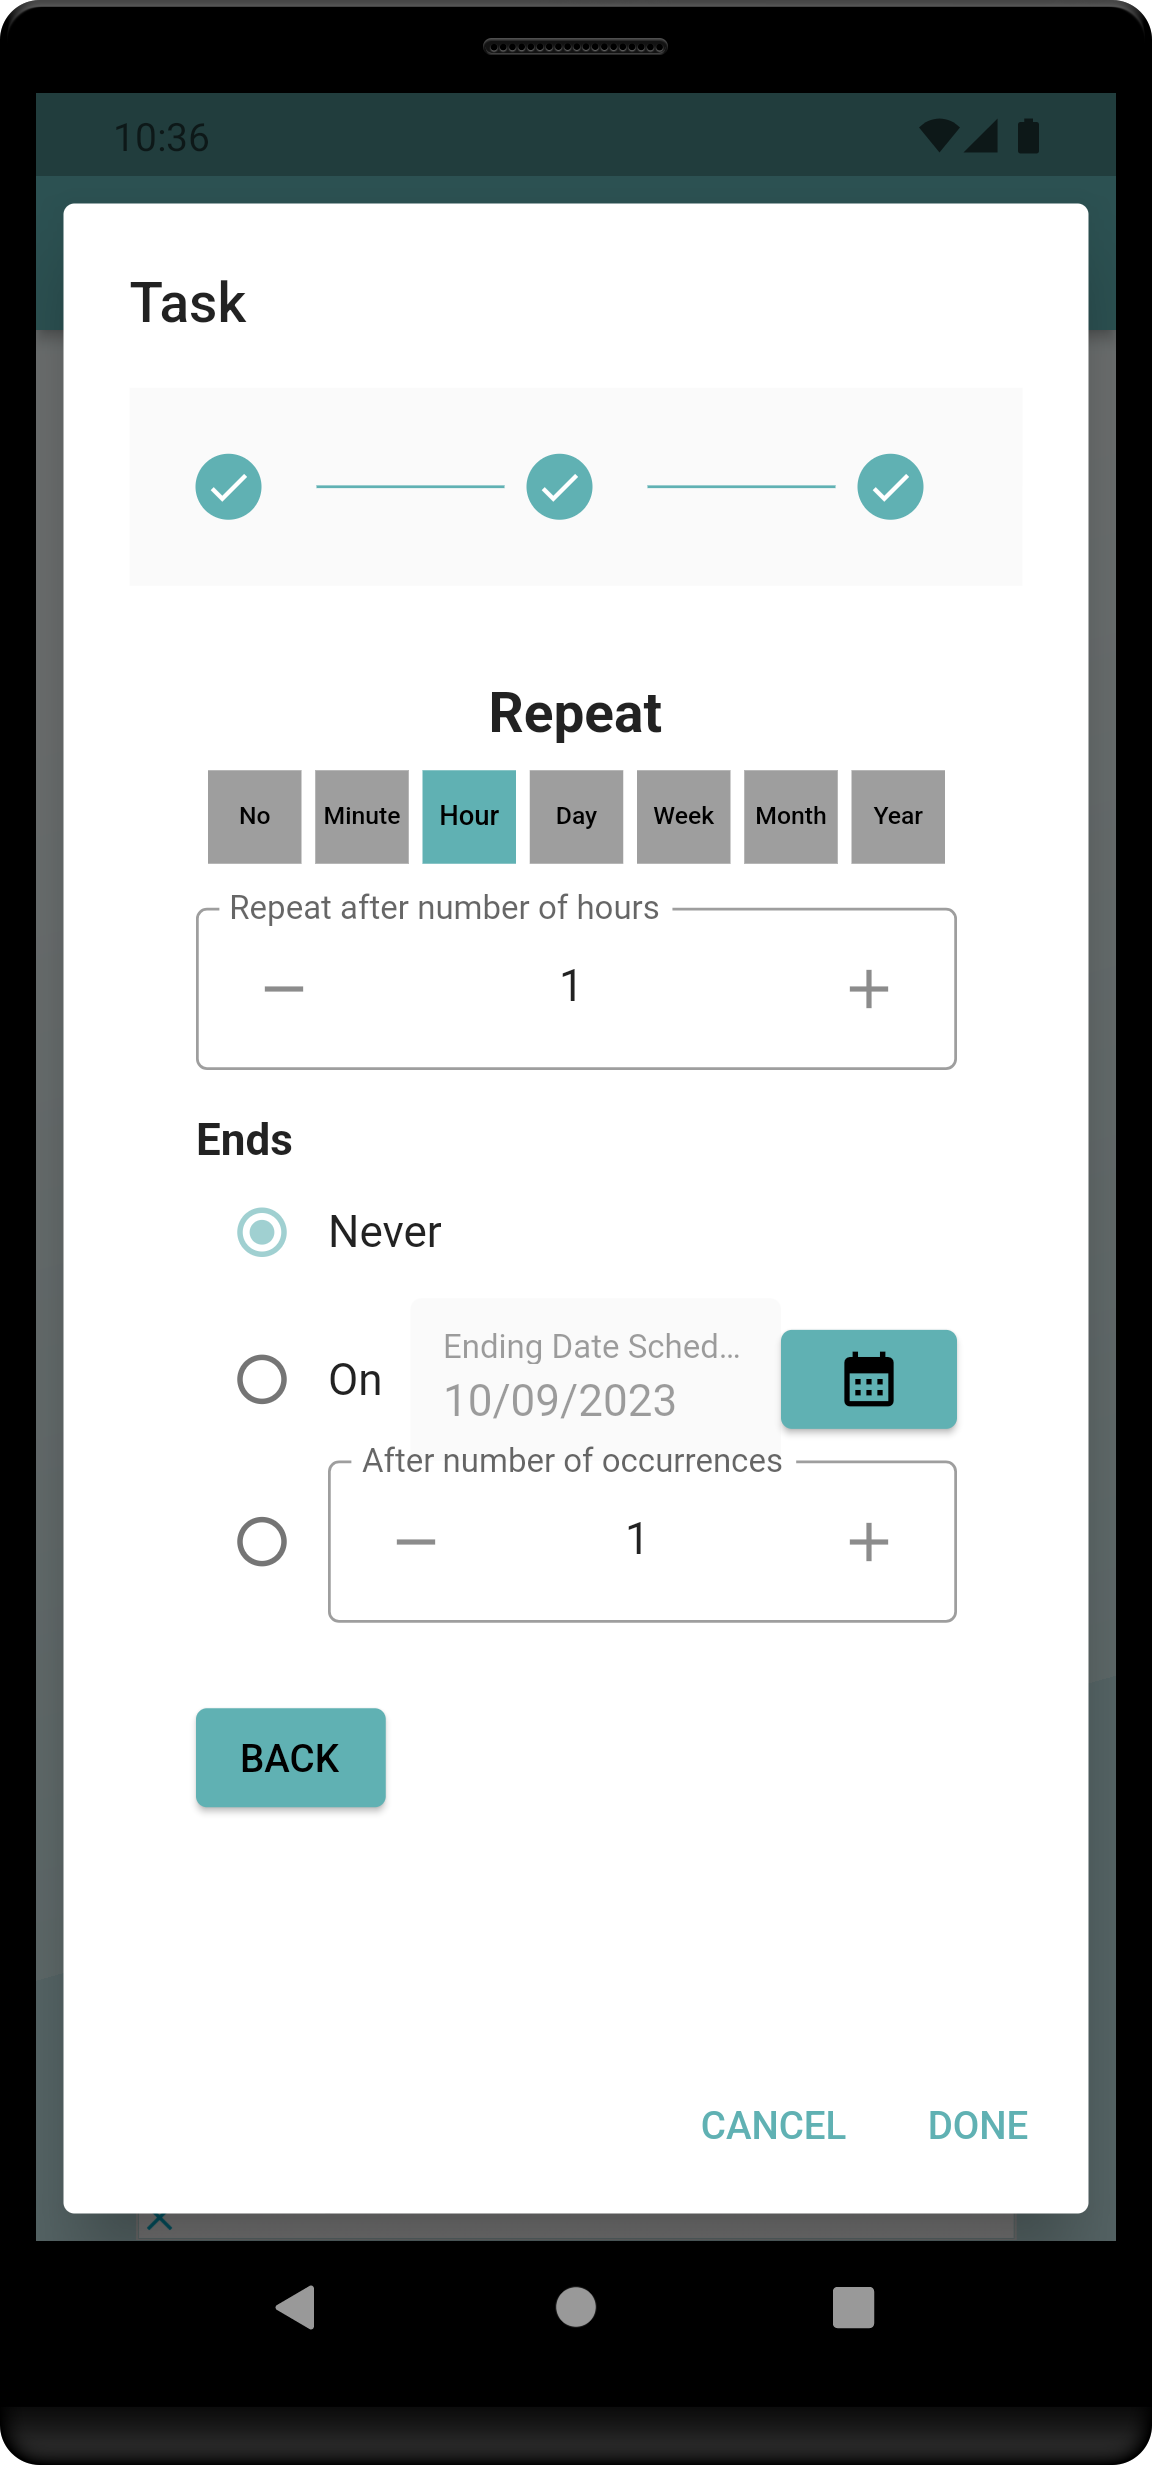 10:36
Task
Repeat
No Minute Hour Day Week Month Year
Repeat after number of hours
1
Ends
Never
Ending Date Sched...
On
10/09/2023
After number of occurrences
1
BACK
CANCEL DONE